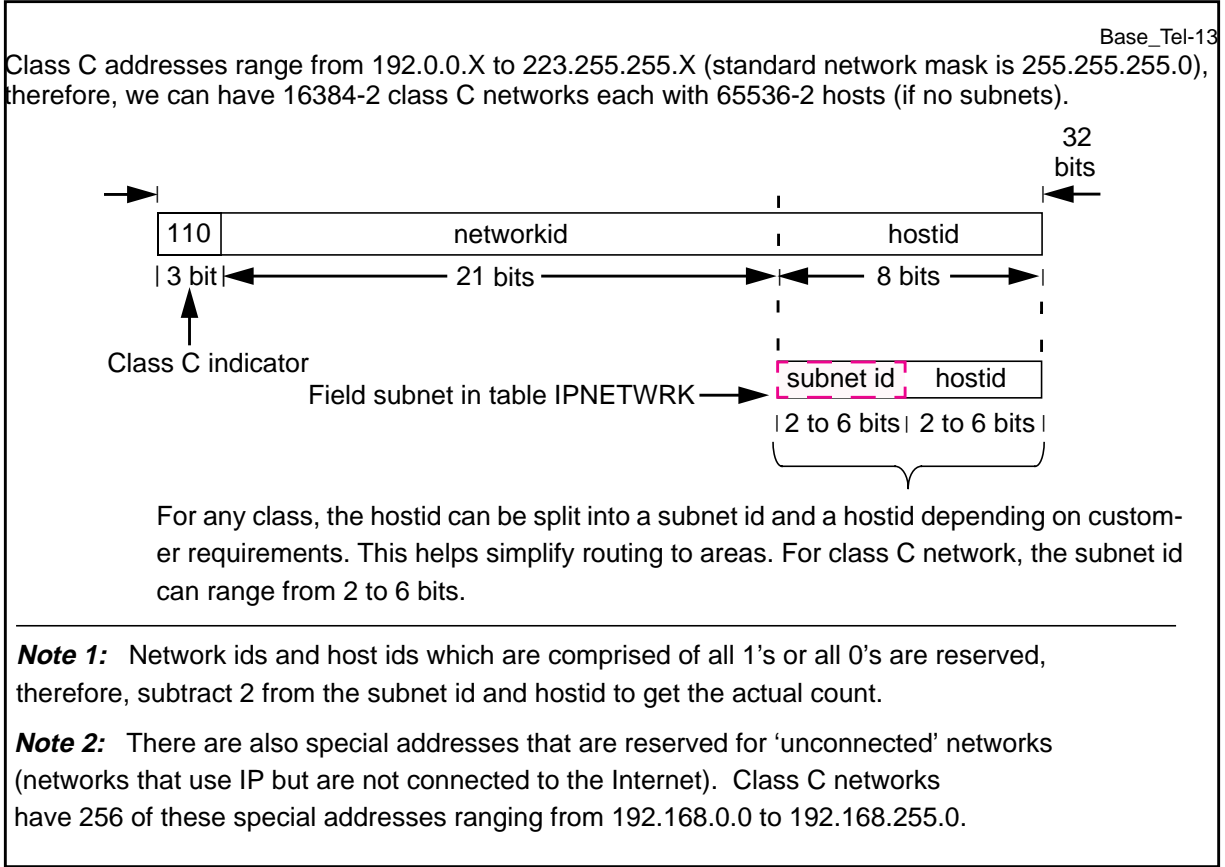 Base_Tel-13
Class C addresses range from 192.0.0.X to 223.255.255.X (standard network mask is 255.255.255.0),
therefore, we can have 16384-2 class C networks each with 65536-2 hosts (if no subnets).
32
bits
110
networkid
hostid
3 bit
21 bits
8 bits
Class C indicator
subnet id
hostid
Field subnet in table IPNETWRK
2 to 6 bits
2 to 6 bits
For any class, the hostid can be split into a subnet id and a hostid depending on custom-
er requirements. This helps simplify routing to areas. For class C network, the subnet id
can range from 2 to 6 bits.
Note 1: Network ids and host ids which are comprised of all 1's or all 0's are reserved,
therefore, subtract 2 from the subnet id and hostid to get the actual count.
Note 2: There are also special addresses that are reserved for ‘unconnected’ networks
(networks that use IP but are not connected to the Internet). Class C networks
have 256 of these special addresses ranging from 192.168.0.0 to 192.168.255.0.